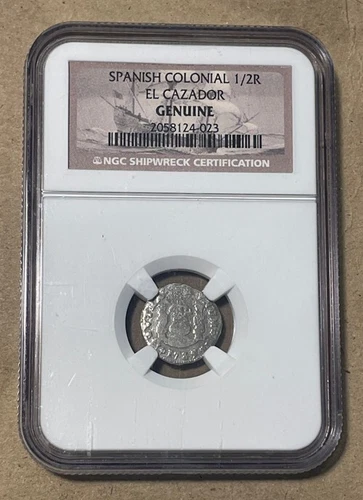 SPANISH COLONIAL 1/2R
EL CAZADOR
GENUINE
2058124-023
NGC SHIPWRECK CERTIFICATION